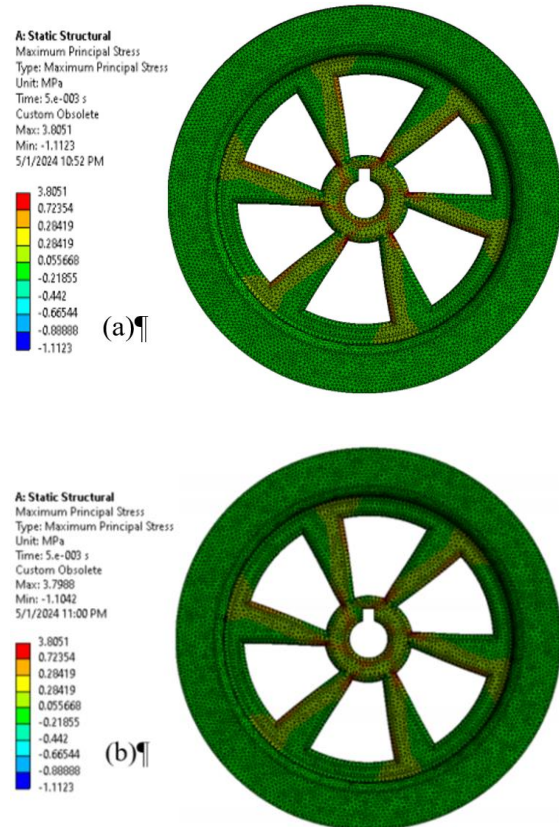 A: Static Structural
Maximum Principal Stress
Type: Maximum Principal Stress
Unit: MPa
Time: 5.e-003 s
Custom Obsolete
Max: 3.8051
Min: -1.1123
5/1/2024 10:52 PM
3.8051
0.72354
0.28419
0.28419
0.055668
-0.21855
-0.442
-0.66544
-0.88888
-1.1123
(a)¶
A: Static Structural
Maximum Principal Stress
Type: Maximum Principal Stress
Unit: MPa
Time: 5.e-003 s
Custom Obsolete
Max: 3.7988
Min: -1.1042
5/1/2024 11:00 PM
3.8051
0.72354
0.28419
0.28419
0.055668
-0.21855
-0.442
-0.66544
-0.88888
-1.1123
(b)¶